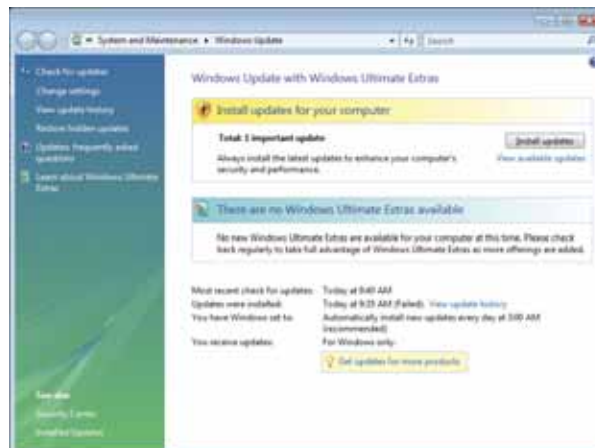 System and Maintenance ▸ Windows Update
Search
Check for updates
Change settings
View update history
Restore hidden updates
Updates: frequently asked
questions
Learn about Windows Ultimate
Extras
Windows Update with Windows Ultimate Extras
Install updates for your computer
Total: 1 important update
Install updates
Always install the latest updates to enhance your computer's
security and performance.
View available updates
There are no Windows Ultimate Extras available
No new Windows Ultimate Extras are available for your computer at this time. Please check
back regularly to take full advantage of Windows Ultimate Extras as more offerings are added.
Most recent check for updates: Today at 9:40 AM
Updates were installed: Today at 9:35 AM (Failed). View update history
You have Windows set to: Automatically install new updates every day at 3:00 AM
(recommended)
You receive updates: For Windows only.
Get updates for more products
See also
Security Center
Installed Updates